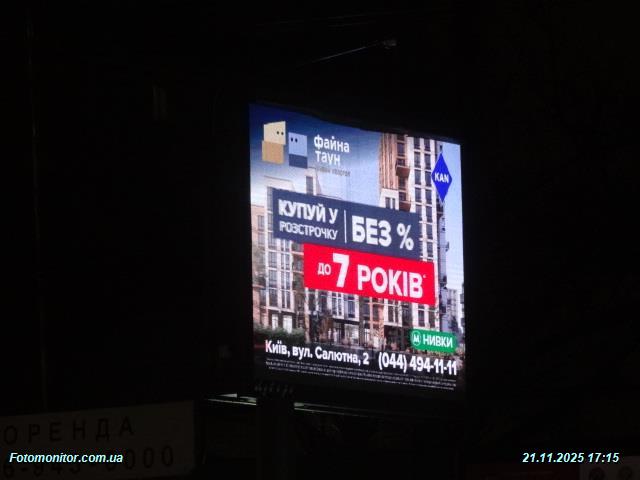 файна
таун
KAN
КУПУЙ У
РОЗСТРОЧКУ
БЕЗ %
ДО 7 РОКІВ*
М НИВКИ
Київ, вул. Салютна, 2 (044) 494-11-11
ОРЕНДА
Fotomonitor.com.ua
21.11.2025 17:15